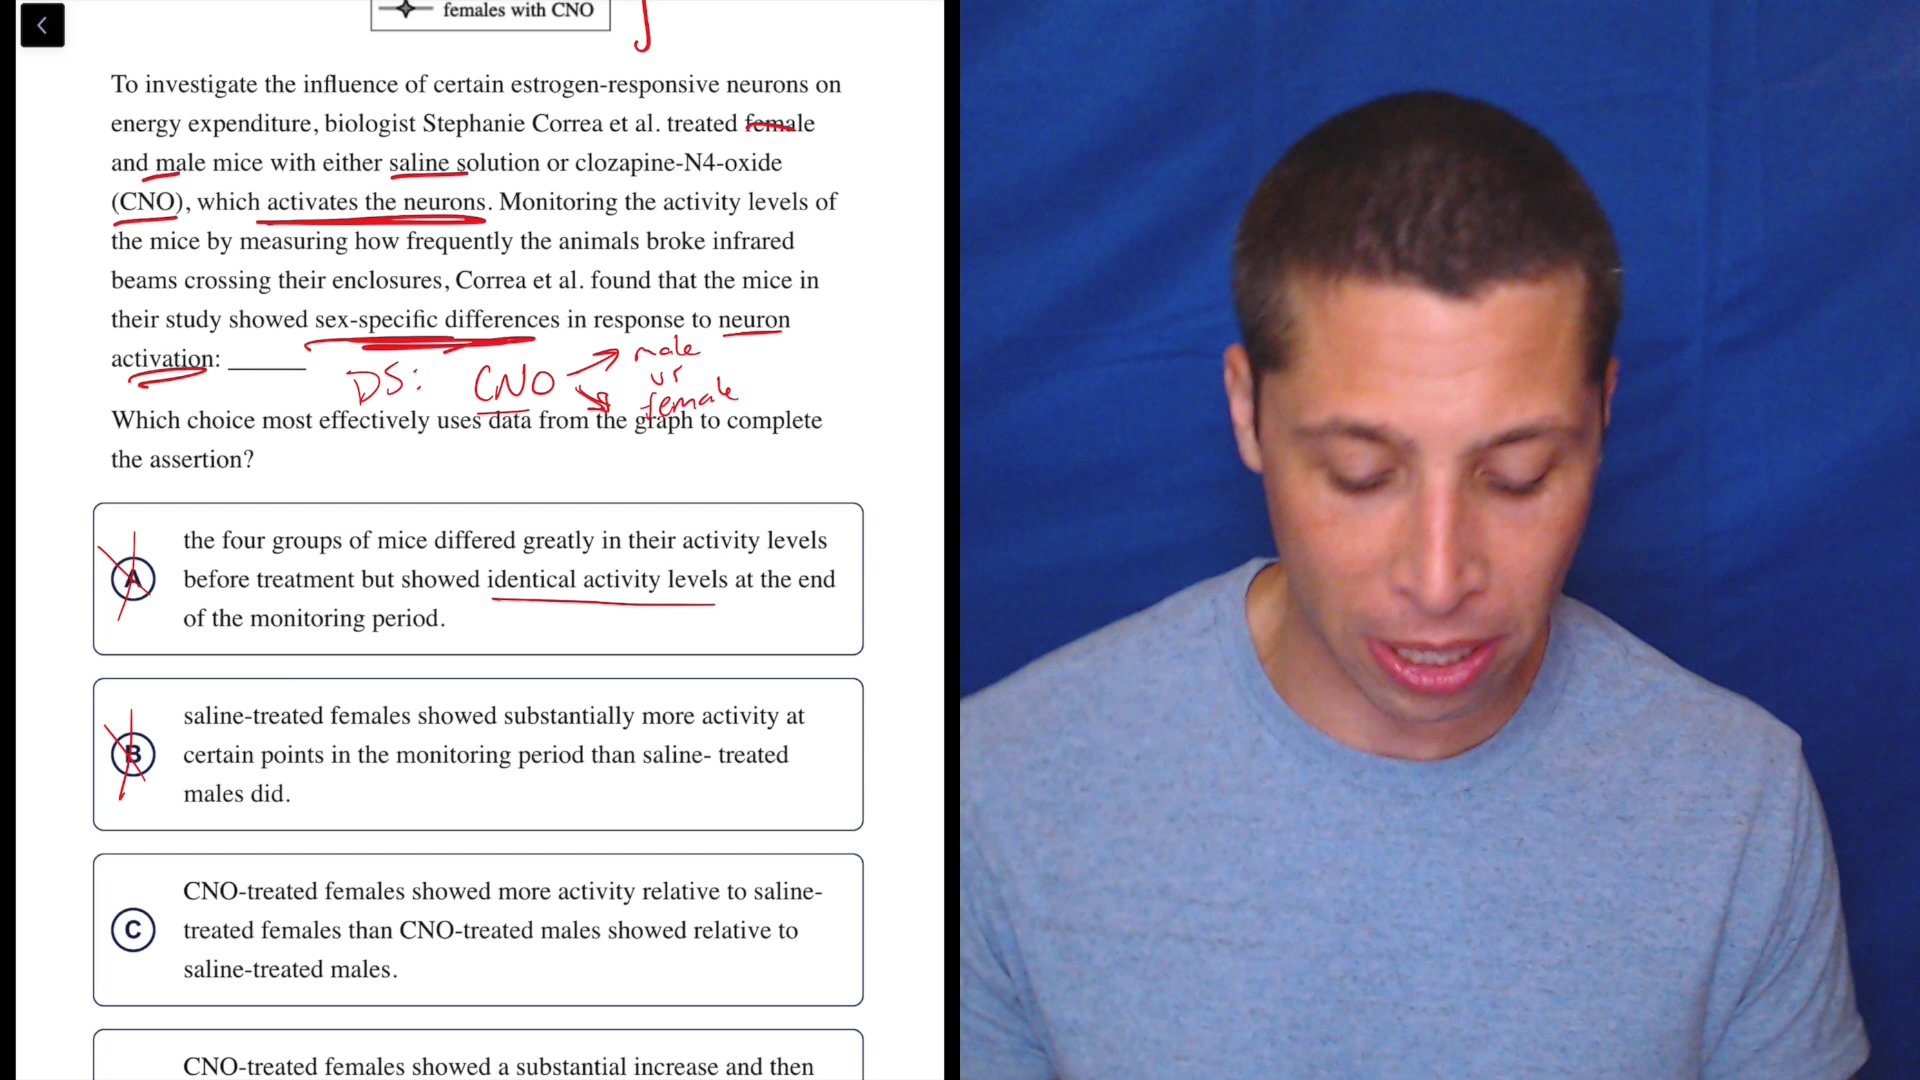 females with CNO
To investigate the influence of certain estrogen-responsive neurons on
energy expenditure, biologist Stephanie Correa et al. treated female
and male mice with either saline solution or clozapine-N4-oxide
(CNO), which activates the neurons. Monitoring the activity levels of
the mice by measuring how frequently the animals broke infrared
beams crossing their enclosures, Correa et al. found that the mice in
their study showed sex-specific differences in response to neuron
activation: ______
DS: CNO male
vs
female
Which choice most effectively uses data from the graph to complete
the assertion?
A
the four groups of mice differed greatly in their activity levels
before treatment but showed identical activity levels at the end
of the monitoring period.
B
saline-treated females showed substantially more activity at
certain points in the monitoring period than saline- treated
males did.
C
CNO-treated females showed more activity relative to saline-
treated females than CNO-treated males showed relative to
saline-treated males.
CNO-treated females showed a substantial increase and then